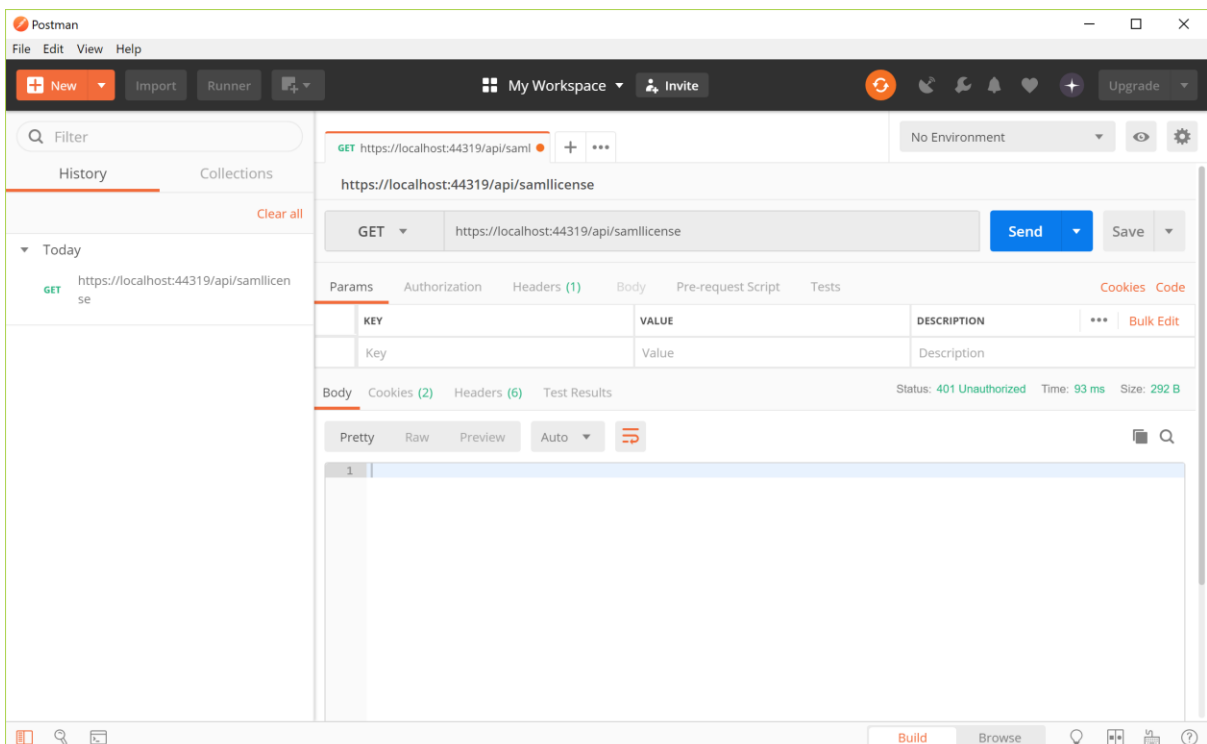 Postman
File Edit View Help
New Import Runner My Workspace Invite Upgrade
Filter
History Collections
Clear all
Today
GET https://localhost:44319/api/samllicen
se
GET https://localhost:44319/api/saml
No Environment
https://localhost:44319/api/samllicense
GET https://localhost:44319/api/samllicense Send Save
Params Authorization Headers (1) Body Pre-request Script Tests Cookies Code
KEY VALUE DESCRIPTION Bulk Edit
Key Value Description
Body Cookies (2) Headers (6) Test Results Status: 401 Unauthorized Time: 93 ms Size: 292 B
Pretty Raw Preview Auto
1
Build Browse